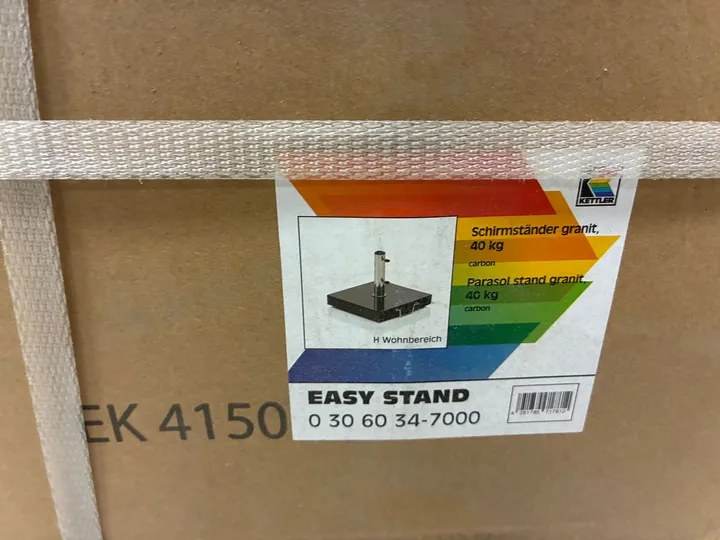 KETTLER
Schirmständer granit,
40 kg
carbon
Parasol stand granit,
40 kg
carbon
H Wohnbereich
EASY STAND
0 30 60 34-7000
EK 4150